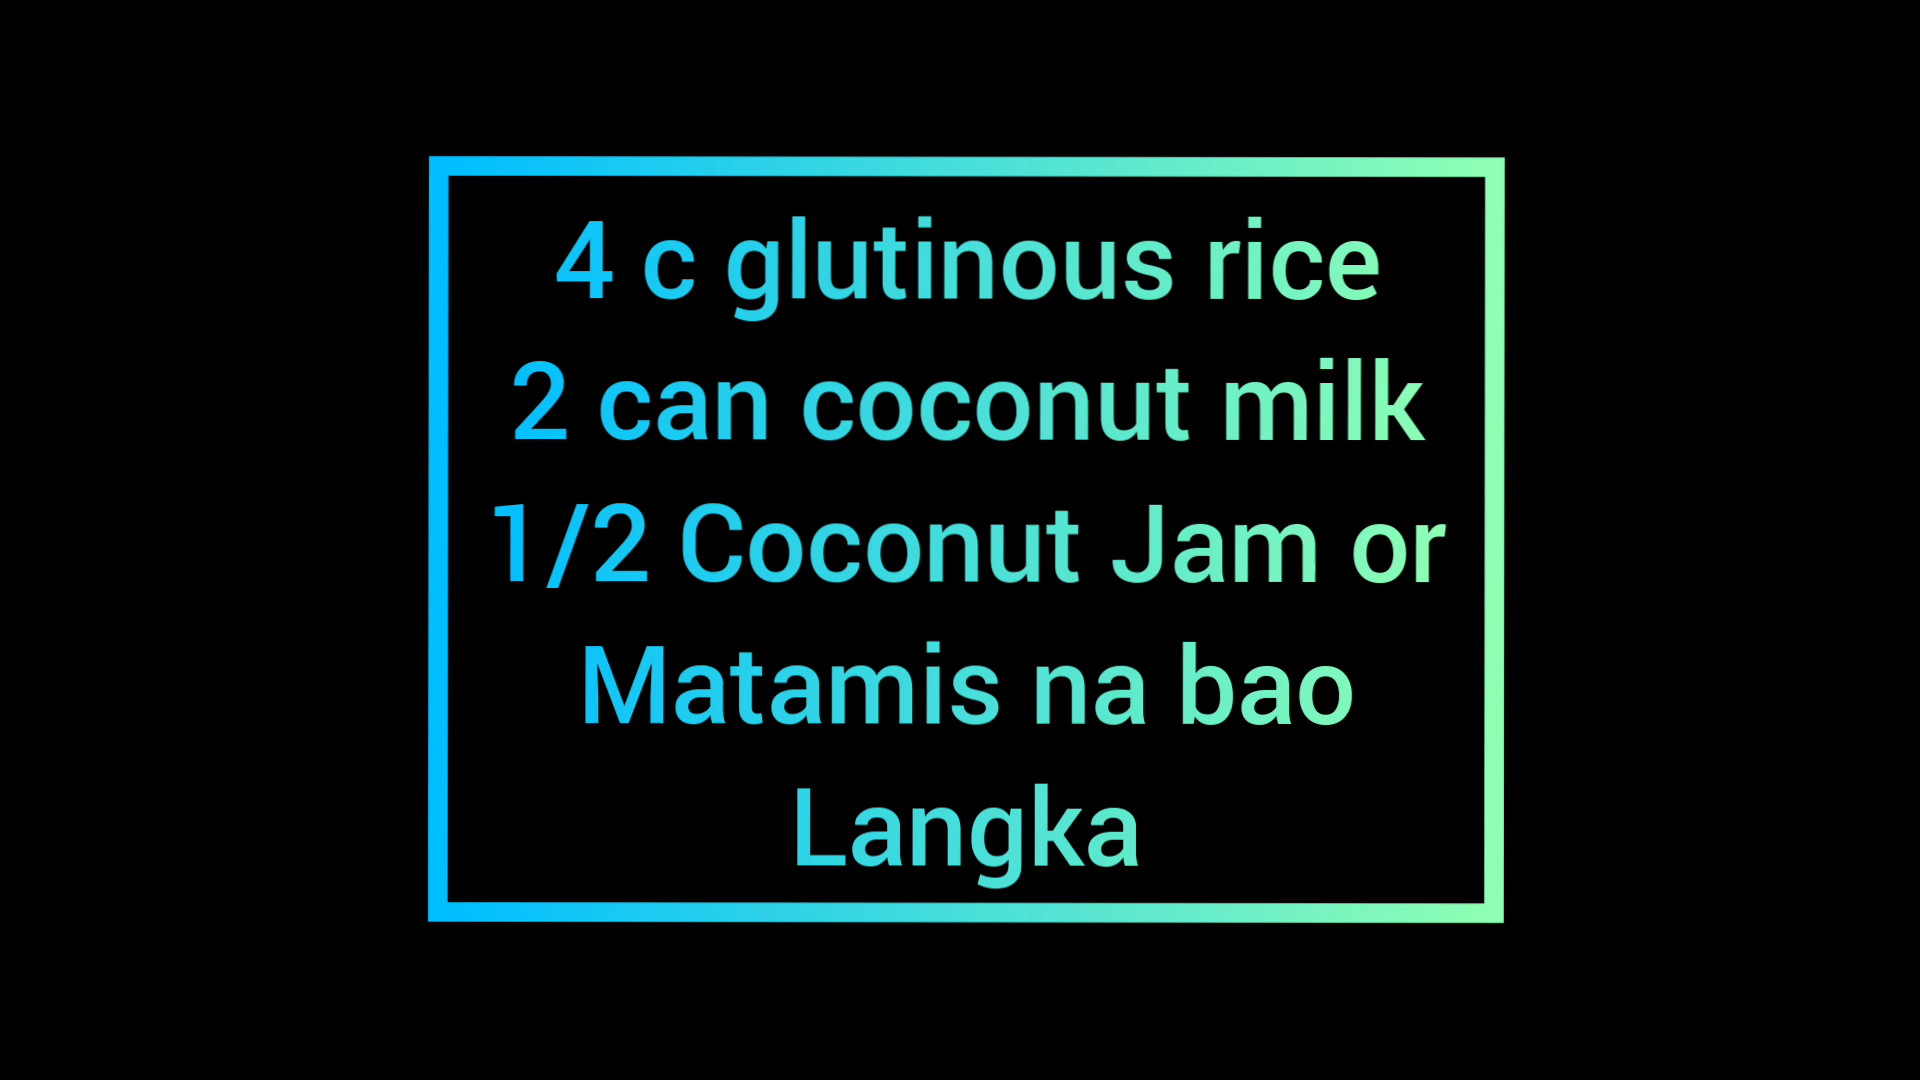 4 c glutinous rice
2 can coconut milk
1/2 Coconut Jam or
Matamis na bao
Langka